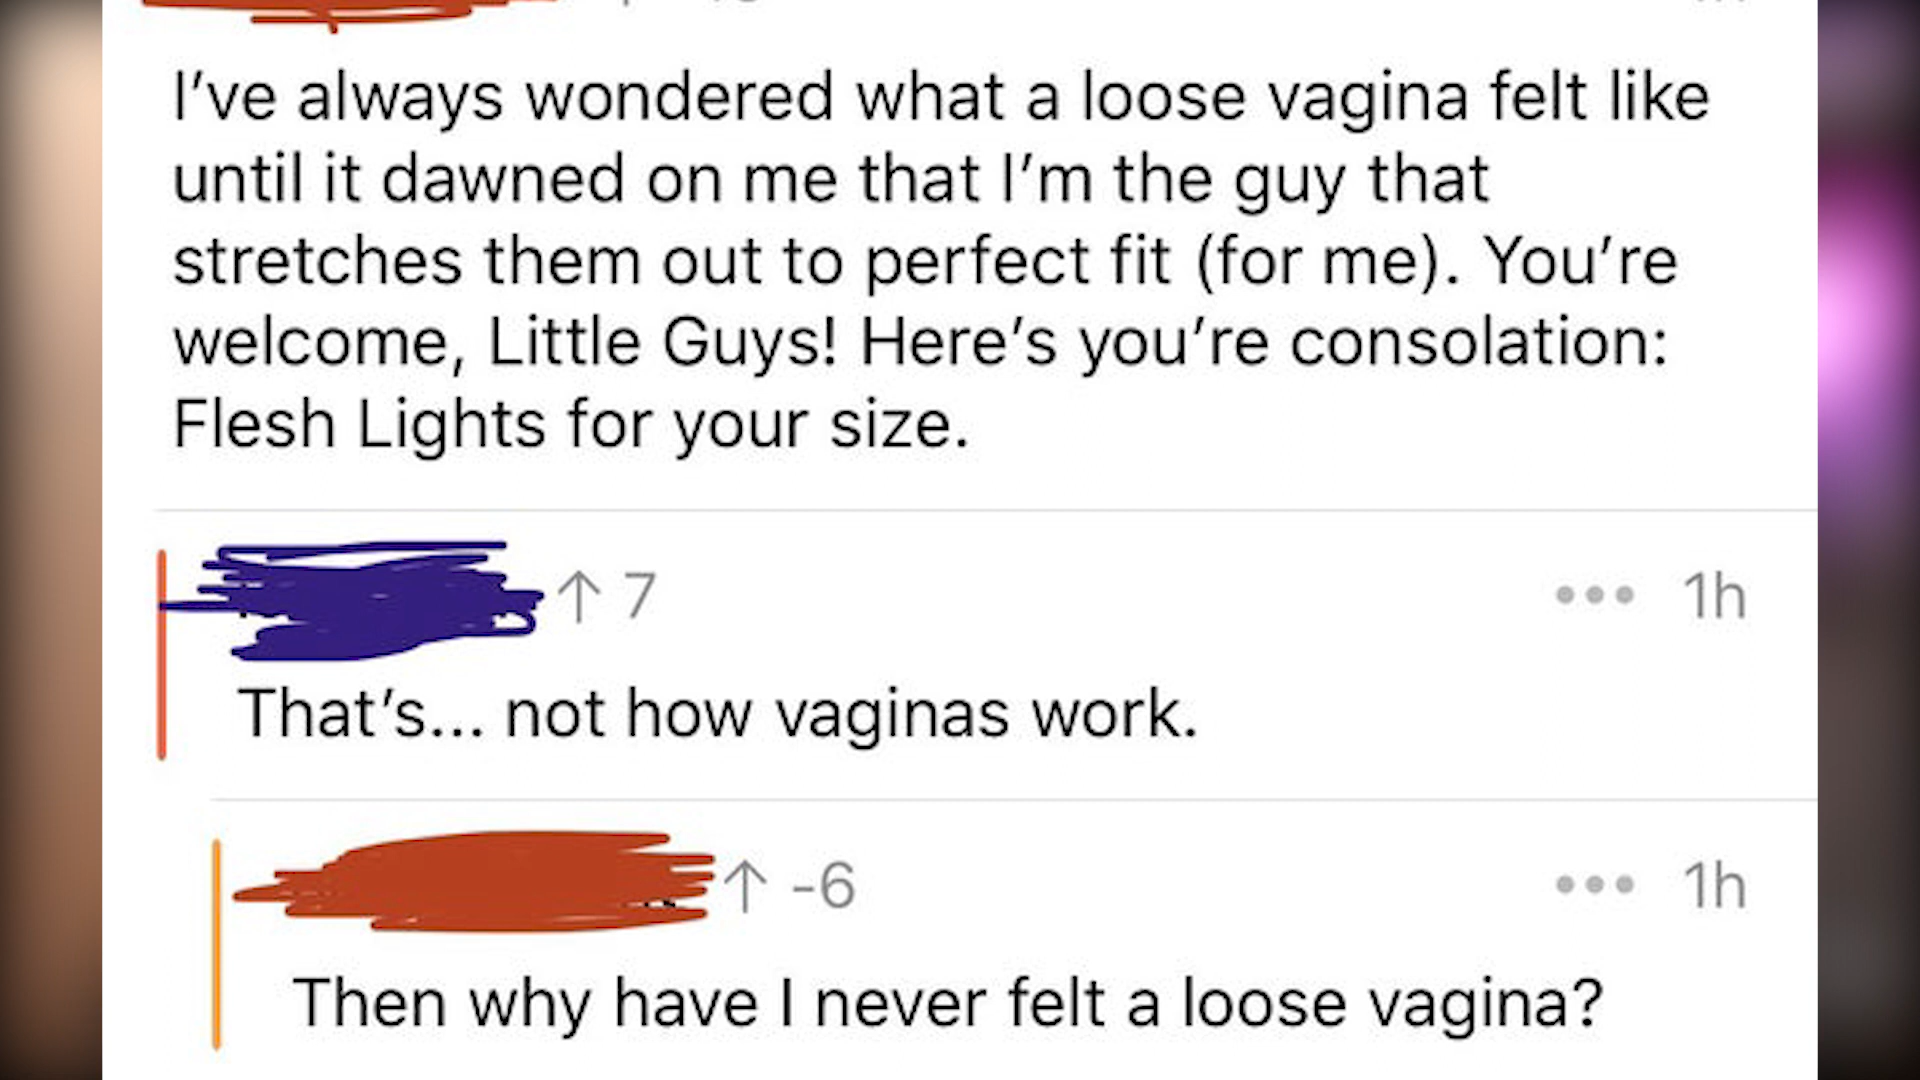 I’ve always wondered what a loose vagina felt like
until it dawned on me that I’m the guy that
stretches them out to perfect fit (for me). You’re
welcome, Little Guys! Here’s you’re consolation:
Flesh Lights for your size.
↑ 7 ••• 1h
That’s... not how vaginas work.
↑ -6 ••• 1h
Then why have I never felt a loose vagina?